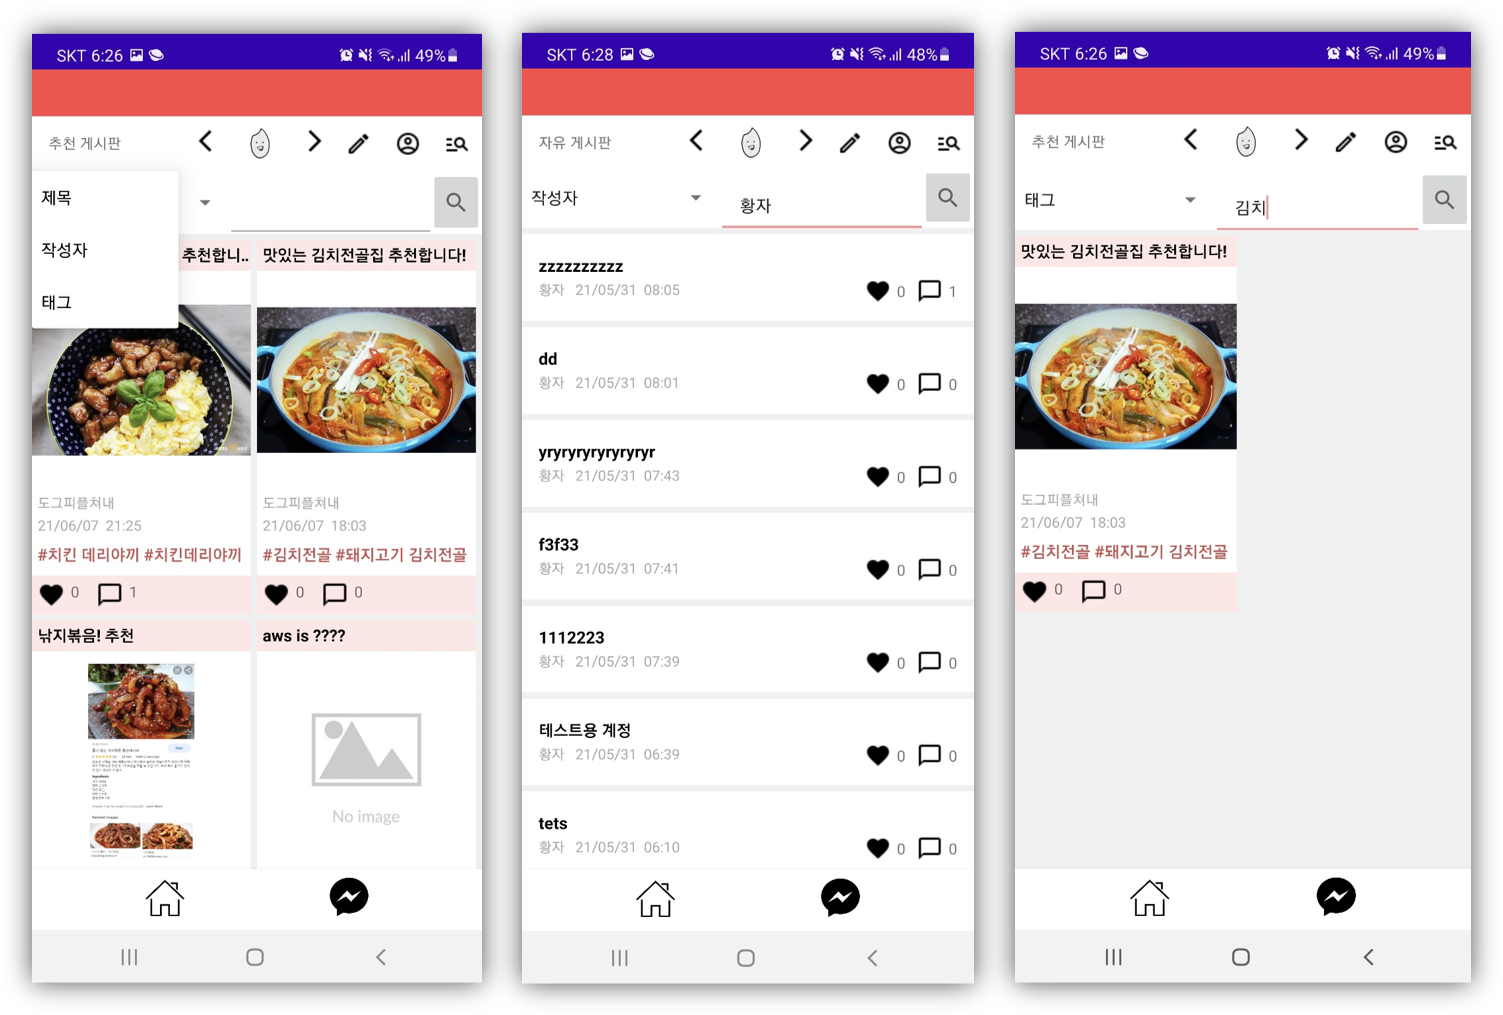 SKT 6:26
49%
추천 게시판
제목
작성자
태그
추천합니..
맛있는 김치전골집 추천합니다!
도그피플쳐내
21/06/07 21:25
#치킨 데리야끼 #치킨데리야끼
0
1
도그피플쳐내
21/06/07 18:03
#김치전골 #돼지고기 김치전골
0
0
낚지볶음! 추천
Visit
Ingredients
Related images
aws is ????
No image
SKT 6:28
48%
자유 게시판
작성자
황자
zzzzzzzzzz
황자 21/05/31 08:05
0
1
dd
황자 21/05/31 08:01
0
0
yryryryryryryryr
황자 21/05/31 07:43
0
0
f3f33
황자 21/05/31 07:41
0
0
1112223
황자 21/05/31 07:39
0
0
테스트용 계정
황자 21/05/31 06:39
0
0
tets
황자 21/05/31 06:10
0
0
SKT 6:26
49%
추천 게시판
태그
김치
맛있는 김치전골집 추천합니다!
도그피플쳐내
21/06/07 18:03
#김치전골 #돼지고기 김치전골
0
0